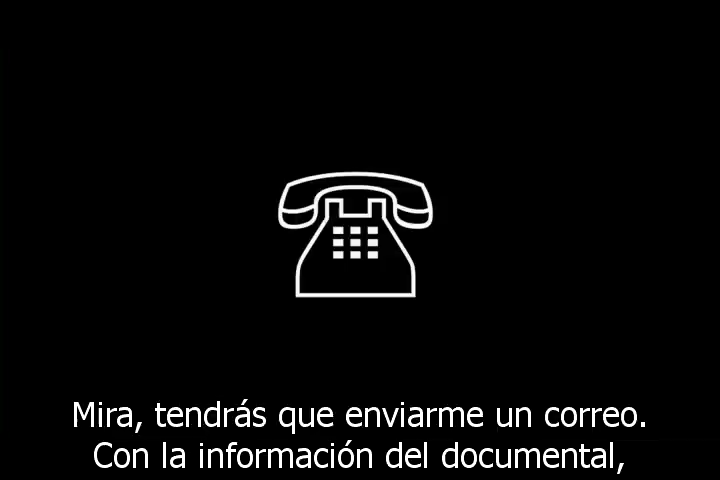 Mira, tendrás que enviarme un correo.
Con la información del documental,